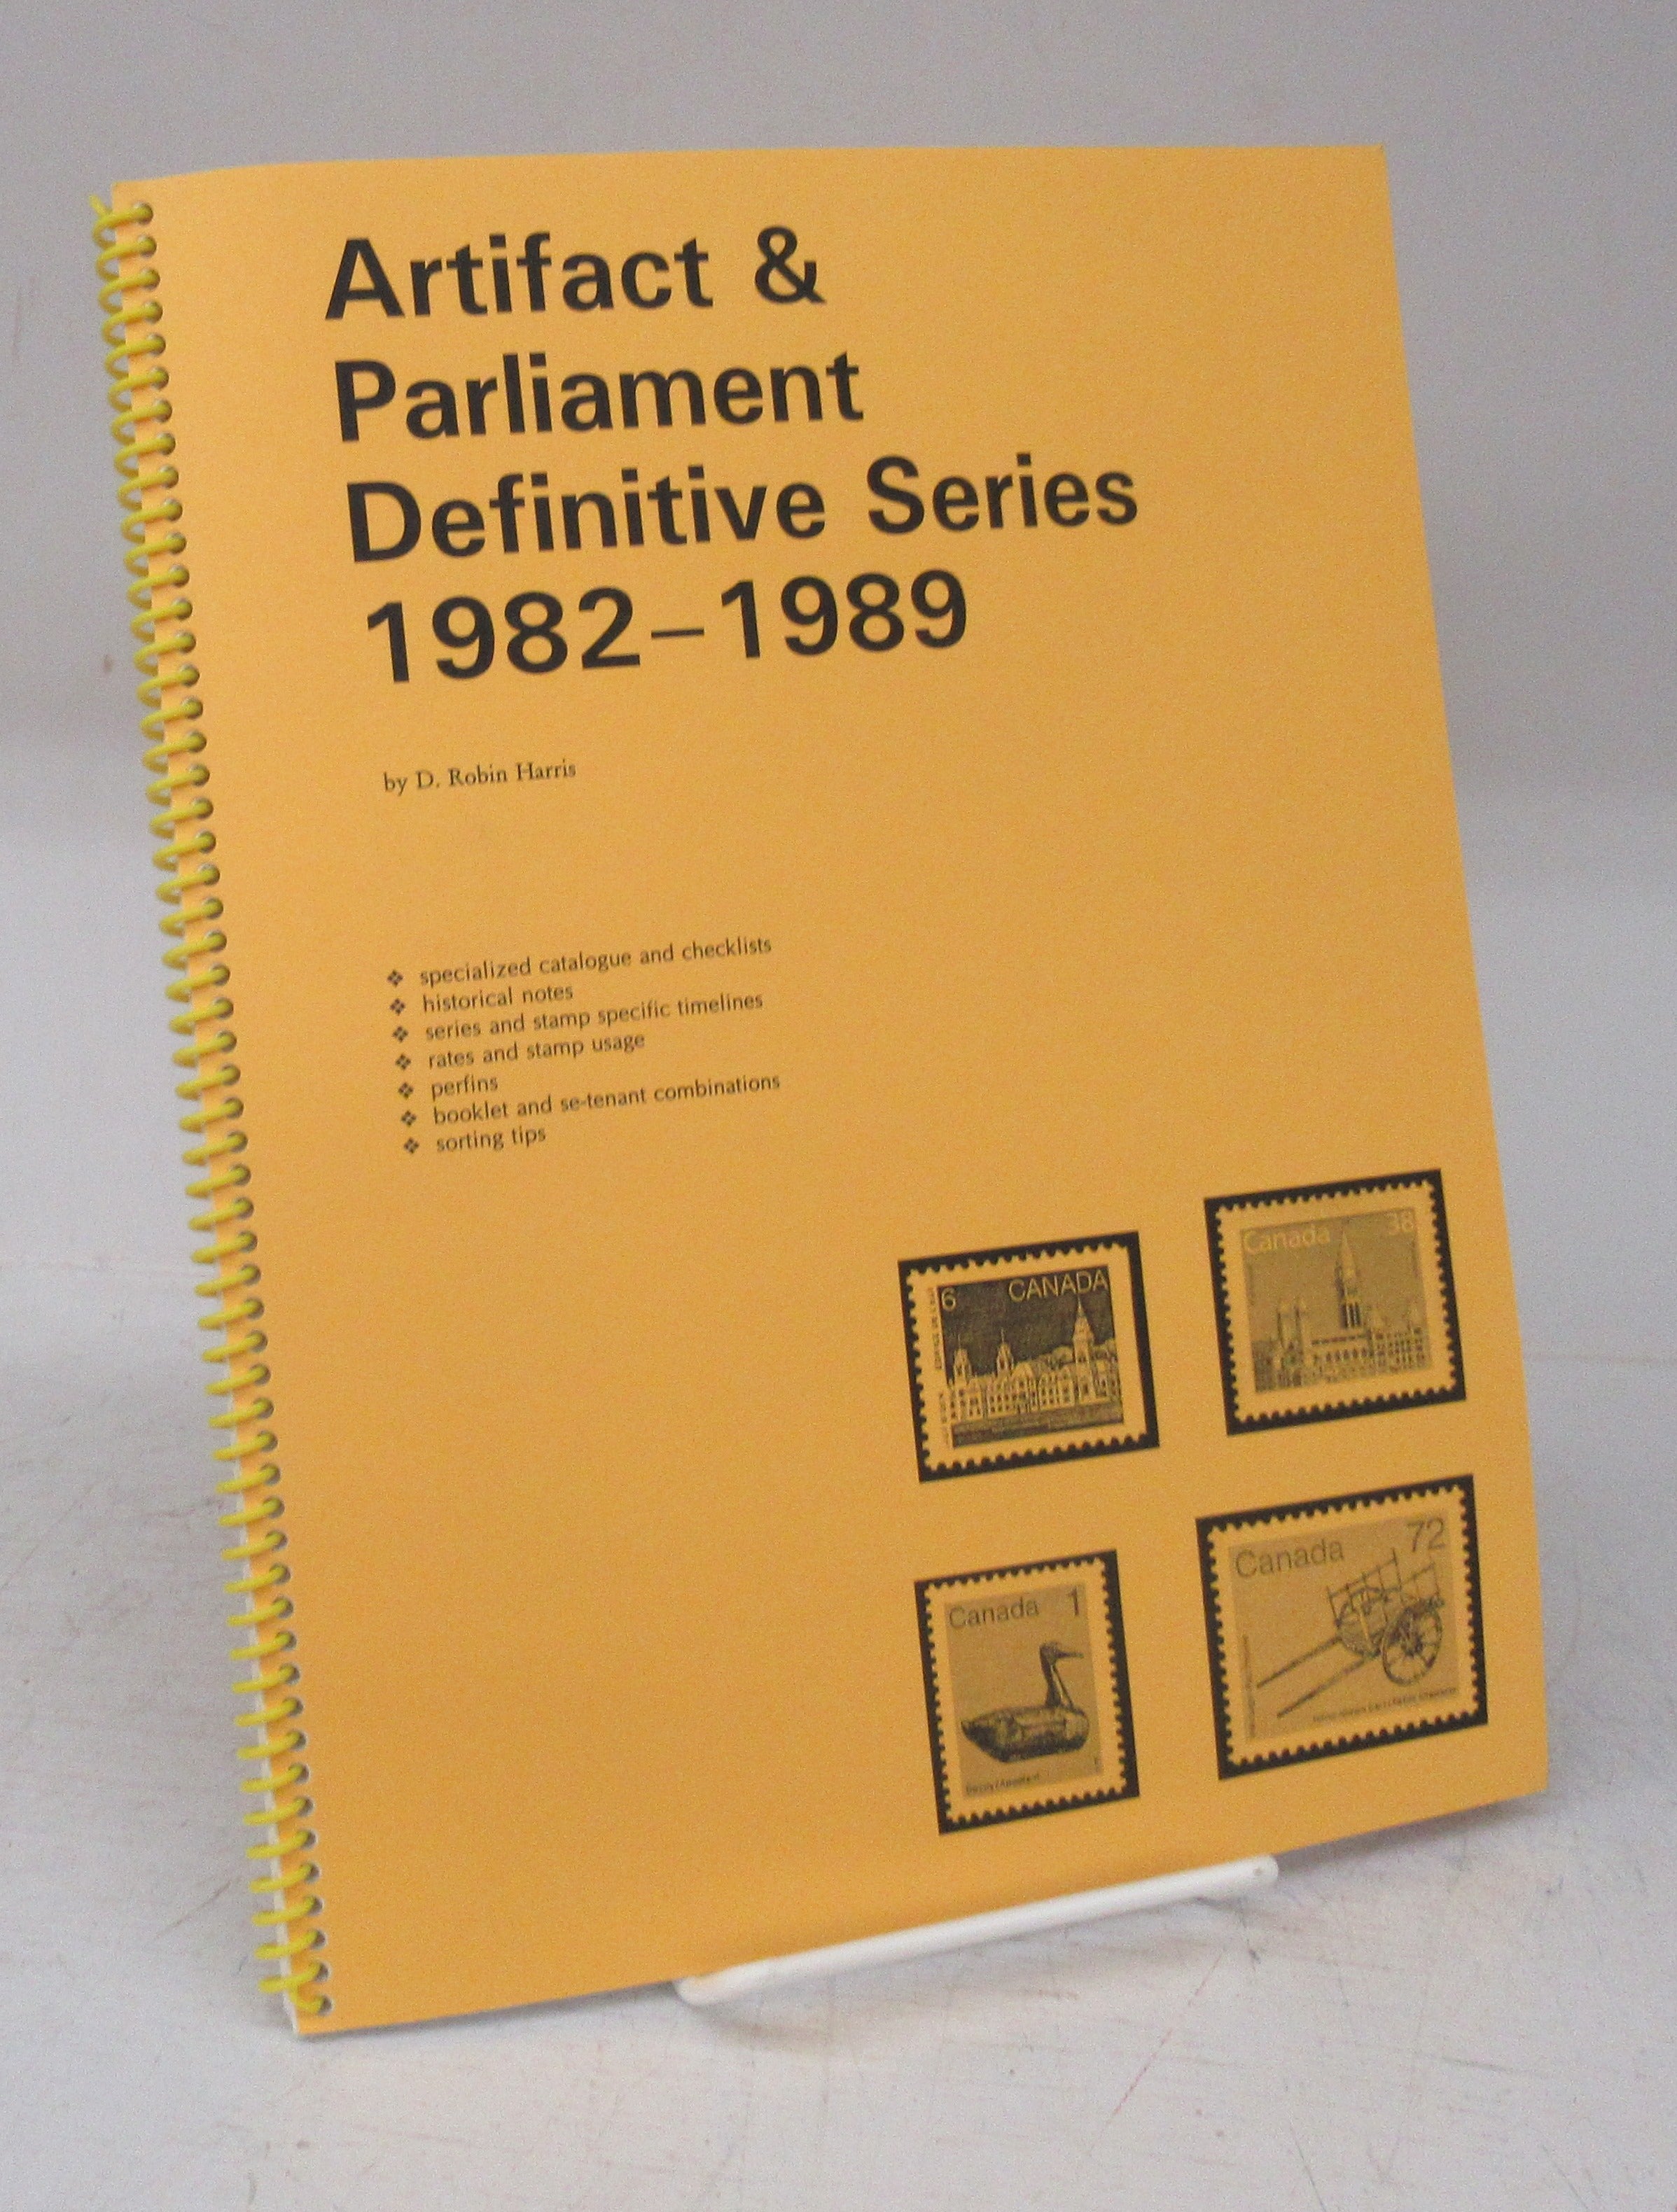 Artifact &
Parliament
Definitive Series
1982–1989
by D. Robin Harris
❖ specialized catalogue and checklists
❖ historical notes
❖ series and stamp specific timelines
❖ rates and stamp usage
❖ perfins
❖ booklet and se-tenant combinations
❖ sorting tips
6 CANADA
Canada 38
Canada 1
Canada 72